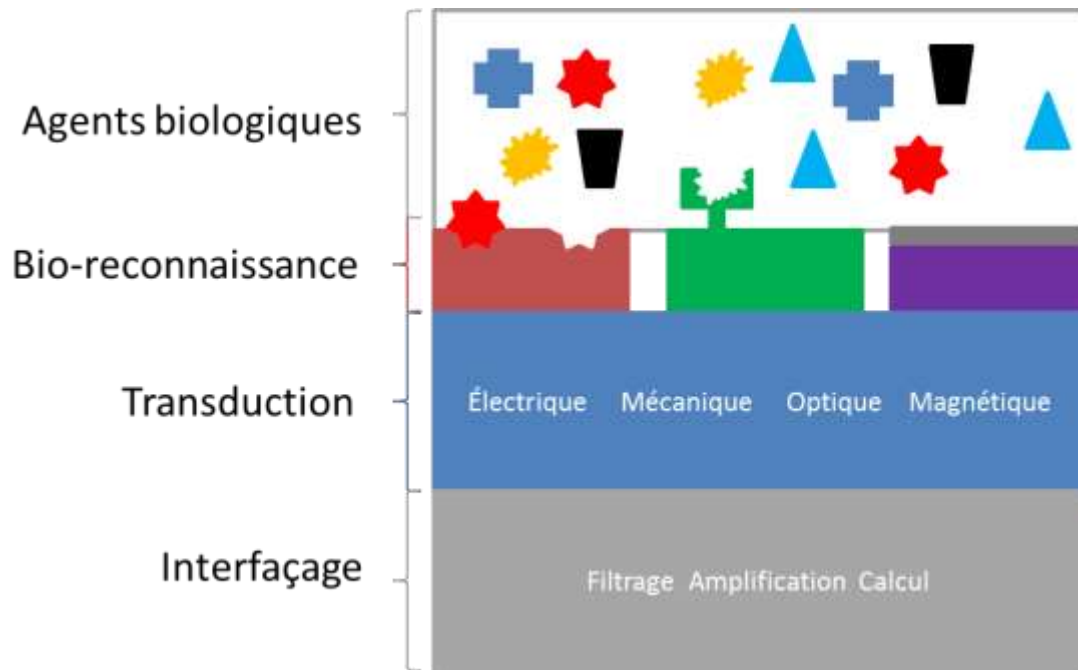 Agents biologiques
Bio-reconnaissance
Transduction
Électrique Mécanique Optique Magnétique
Interfaçage
Filtrage Amplification Calcul